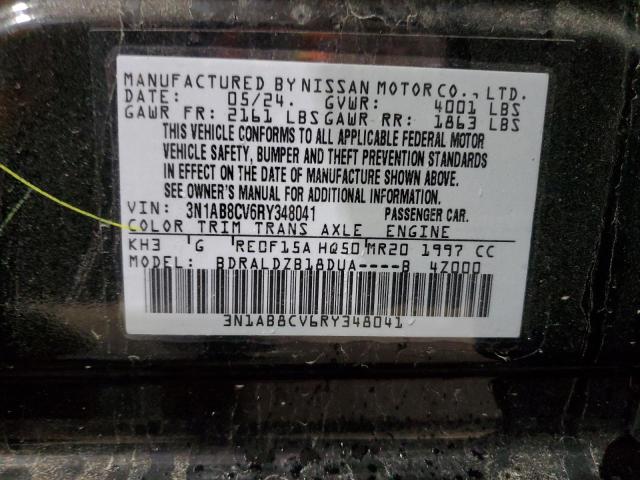 MANUFACTURED BY NISSAN MOTOR CO., LTD.
DATE: 05/24. GVWR: 4001 LBS
GAWR FR: 2161 LBS GAWR RR: 1863 LBS
THIS VEHICLE CONFORMS TO ALL APPLICABLE FEDERAL MOTOR
VEHICLE SAFETY, BUMPER AND THEFT PREVENTION STANDARDS
IN EFFECT ON THE DATE OF MANUFACTURE SHOWN ABOVE.
SEE OWNER'S MANUAL FOR ADDITIONAL INFORMATION.
VIN: 3N1AB8CV6RY348041 PASSENGER CAR.
COLOR TRIM TRANS AXLE ENGINE
KH3 G RE0F15A HQ50 MR20 1997 CC
MODEL: BDRALDZB18DUA----8 4Z000
3N1AB8CV6RY348041